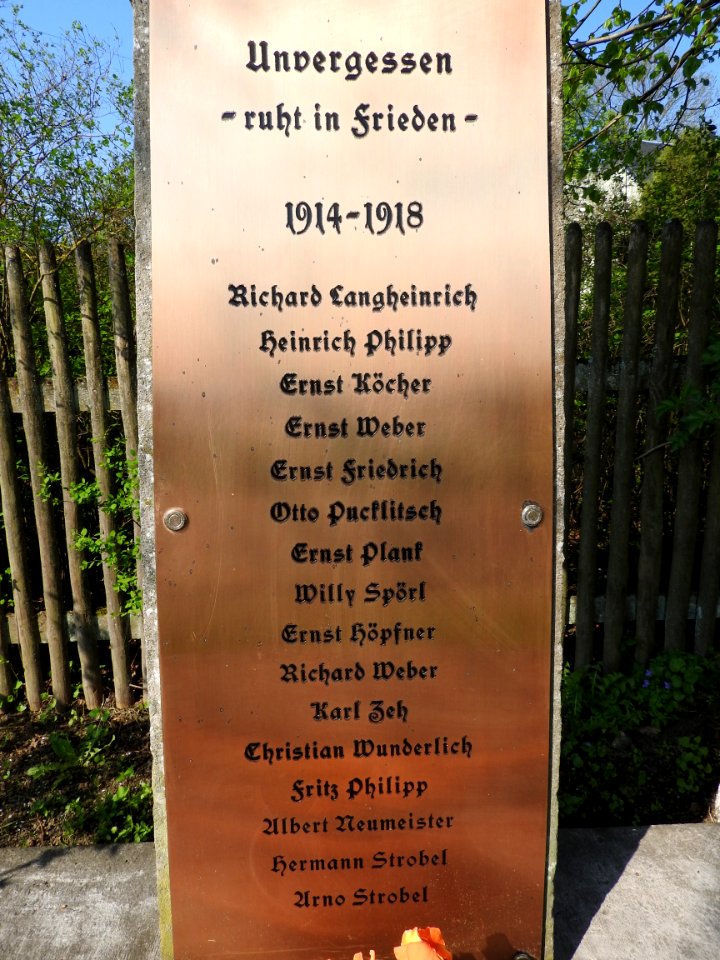 Unvergessen
- ruht in Frieden -
1914-1918
Richard Langheinrich
Heinrich Philipp
Ernst Köcher
Ernst Weber
Ernst Friedrich
Otto Pucklitsch
Ernst Plank
Willy Spörl
Ernst Höpfner
Richard Weber
Karl Zeh
Christian Wunderlich
Fritz Philipp
Albert Neumeister
Hermann Strobel
Arno Strobel